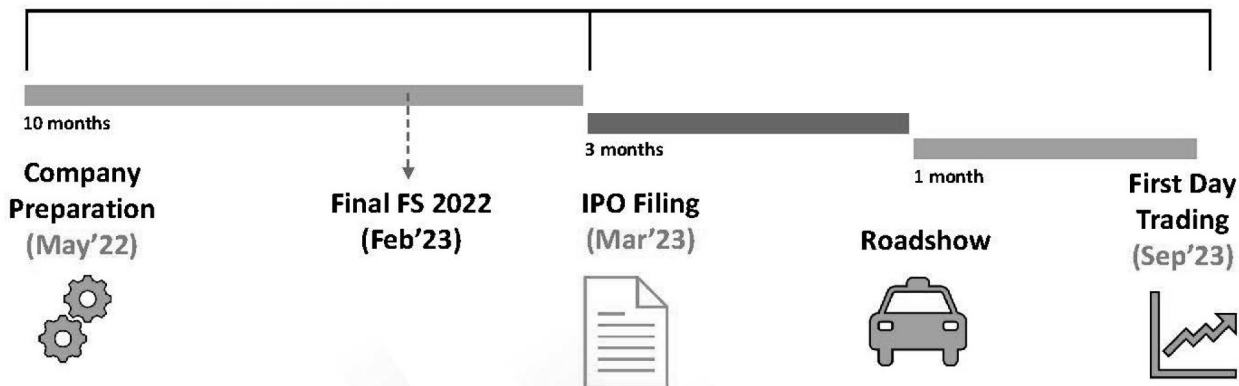 10 months
3 months
1 month
Company
Preparation
(May'22)
Final FS 2022
(Feb'23)
IPO Filing
(Mar'23)
Roadshow
First Day
Trading
(Sep'23)